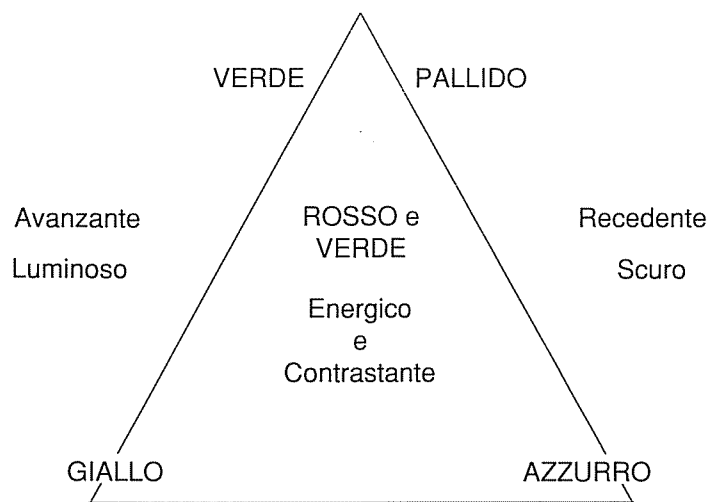 VERDE PALLIDO
Avanzante
Luminoso
ROSSO e
VERDE
Energico
e
Contrastante
Recedente
Scuro
GIALLO
AZZURRO